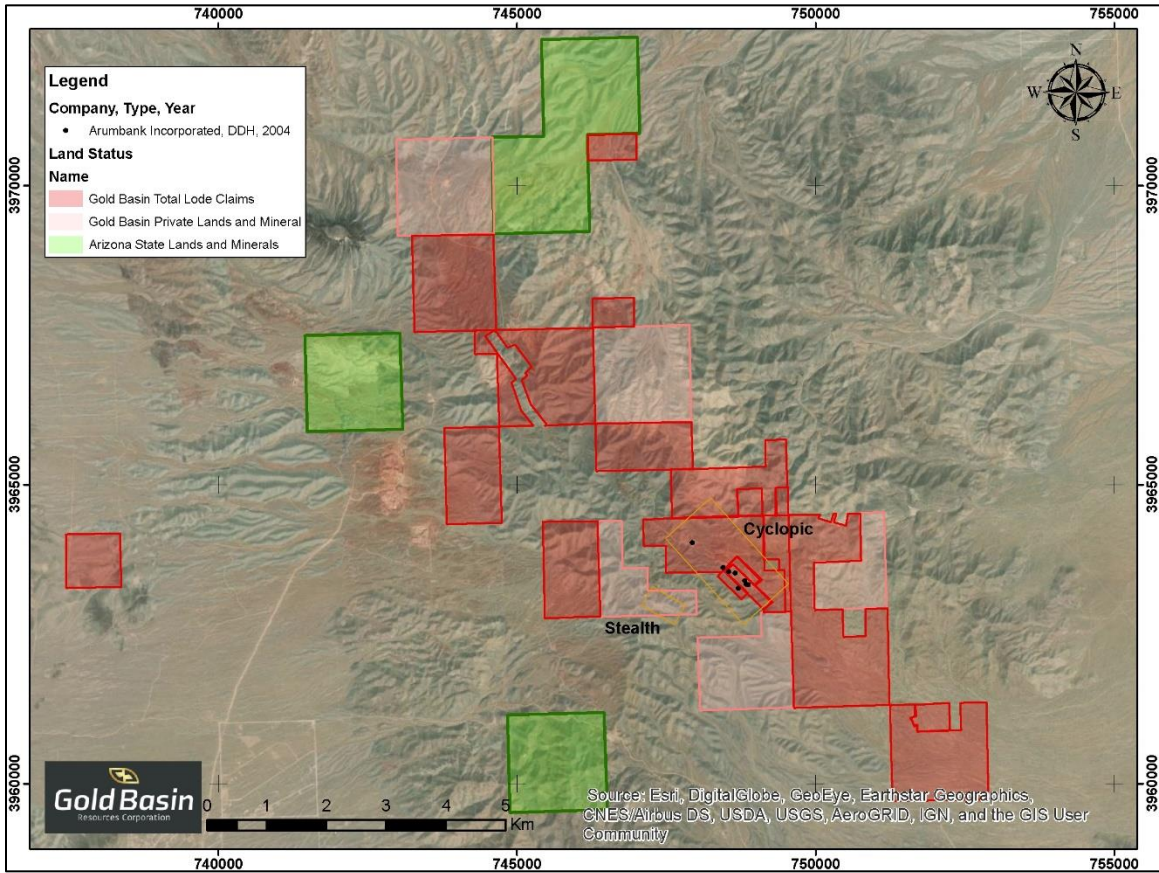 740000 745000 750000 755000
Legend
Company, Type, Year
Arumbank Incorporated, DDH, 2004
Land Status
Name
Gold Basin Total Lode Claims
Gold Basin Private Lands and Mineral
Arizona State Lands and Minerals
N
W E
S
3970000 3970000
3965000 3965000
Cyclopic
Stealth
3960000 3960000
Gold Basin
Resources Corporation
0 1 2 3 4 5
Km
Source: Esri, DigitalGlobe, GeoEye, Earthstar Geographics,
CNES/Airbus DS, USDA, USGS, AeroGRID, IGN, and the GIS User
Community
740000 745000 750000 755000